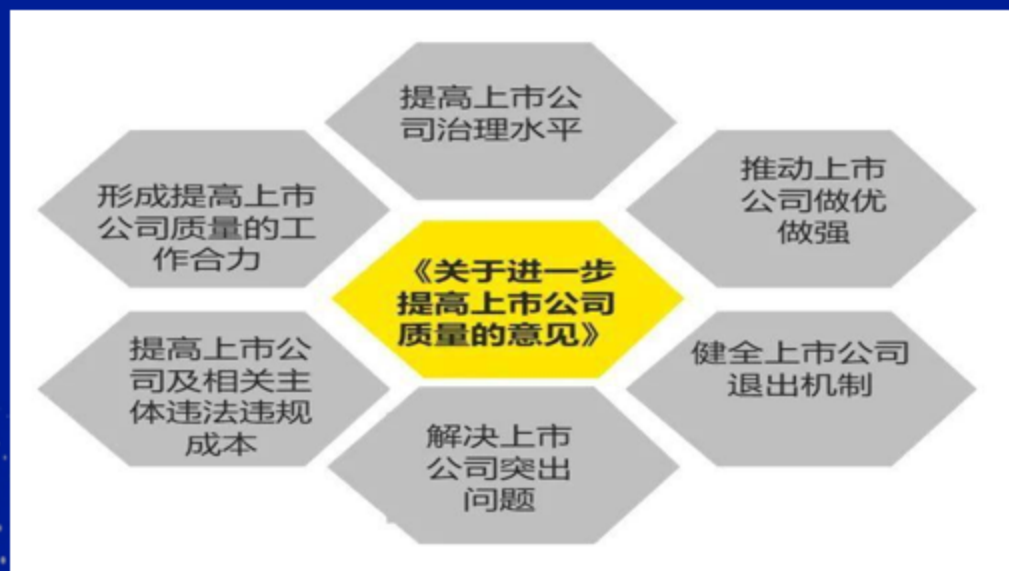 提高上市公
司治理水平
推动上市
公司做优
做强
形成提高上市
公司质量的工
作合力
《关于进一步
提高上市公司
质量的意见》
提高上市公
司及相关主
体违法违规
成本
健全上市公司
退出机制
解决上市
公司突出
问题